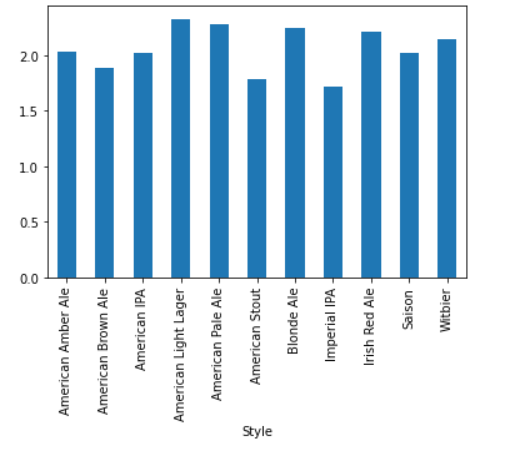 2.0
1.5
1.0
0.5
0.0
American Amber Ale
American Brown Ale
American IPA
American Light Lager
American Pale Ale
American Stout
Blonde Ale
Imperial IPA
Irish Red Ale
Saison
Witbier
Style